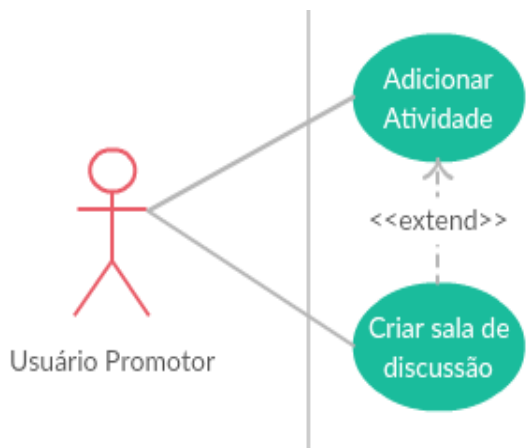 Adicionar
Atividade
<<extend>>
Criar sala de
discussão
Usuário Promotor